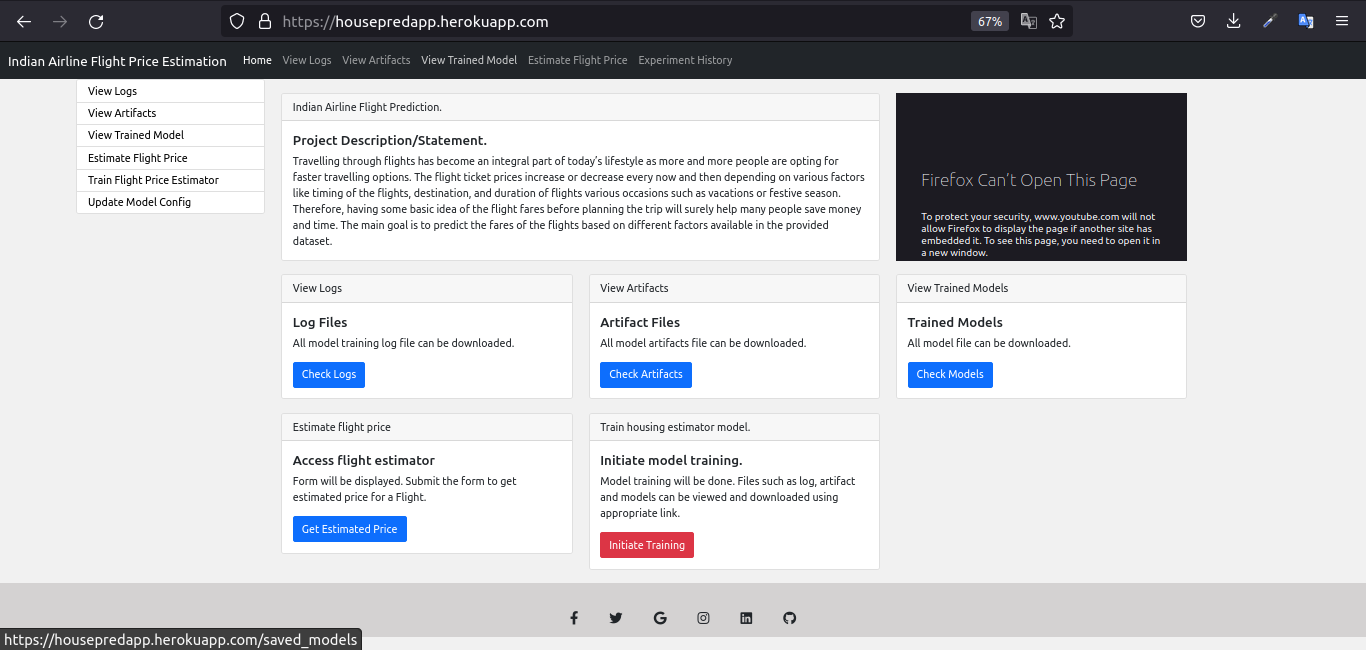 https://housepredapp.herokuapp.com
67%
Indian Airline Flight Price Estimation Home View Logs View Artifacts View Trained Model Estimate Flight Price Experiment History
View Logs
View Artifacts
View Trained Model
Estimate Flight Price
Train Flight Price Estimator
Update Model Config
Indian Airline Flight Prediction.
Project Description/Statement.
Travelling through flights has become an integral part of today's lifestyle as more and more people are opting for
faster travelling options. The flight ticket prices increase or decrease every now and then depending on various factors
like timing of the flights, destination, and duration of flights various occasions such as vacations or festive season.
Therefore, having some basic idea of the flight fares before planning the trip will surely help many people save money
and time. The main goal is to predict the fares of the flights based on different factors available in the provided
dataset.
Firefox Can't Open This Page
To protect your security, www.youtube.com will not
allow Firefox to display the page if another site has
embedded it. To see this page, you need to open it in
a new window.
View Logs
Log Files
All model training log file can be downloaded.
Check Logs
View Artifacts
Artifact Files
All model artifacts file can be downloaded.
Check Artifacts
View Trained Models
Trained Models
All model file can be downloaded.
Check Models
Estimate flight price
Access flight estimator
Form will be displayed. Submit the form to get
estimated price for a Flight.
Get Estimated Price
Train housing estimator model.
Initiate model training.
Model training will be done. Files such as log, artifact
and models can be viewed and downloaded using
appropriate link.
Initiate Training
https://housepredapp.herokuapp.com/saved_models